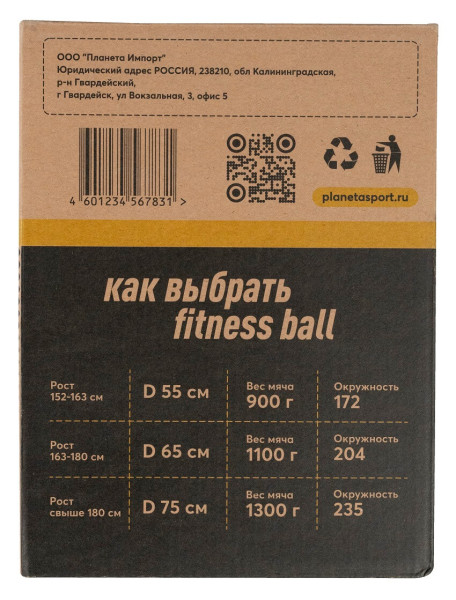 ООО "Планета Импорт"
Юридический адрес РОССИЯ, 238210, обл Калининградская,
р-н Гвардейский,
г Гвардейск, ул Вокзальная, 3, офис 5
4 601234 567831 >
planetasport.ru
как выбрать
fitness ball
Рост
152-163 см
D 55 см
Вес мяча
900 г
Окружность
172
Рост
163-180 см
D 65 см
Вес мяча
1100 г
Окружность
204
Рост
свыше 180 см
D 75 см
Вес мяча
1300 г
Окружность
235